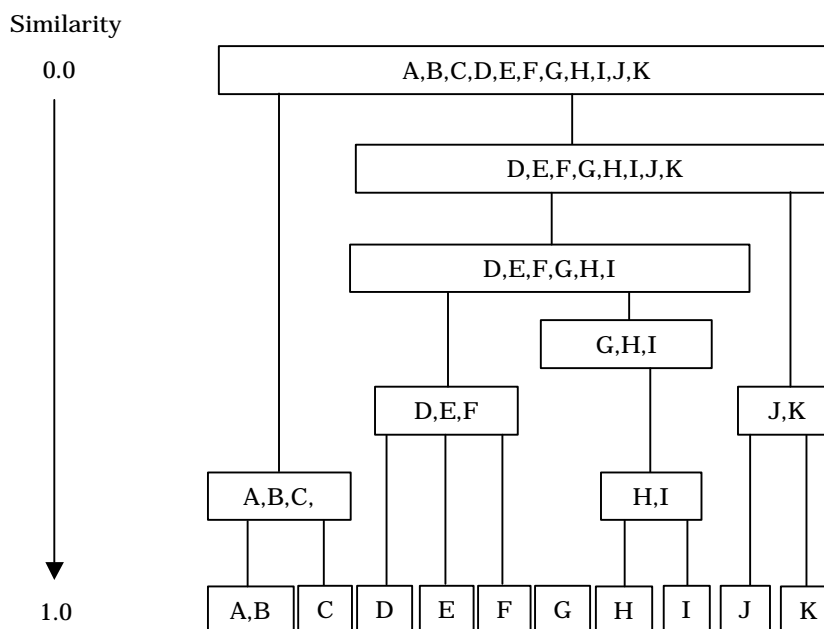 Similarity
0.0
A,B,C,D,E,F,G,H,I,J,K
D,E,F,G,H,I,J,K
D,E,F,G,H,I
G,H,I
D,E,F
J,K
A,B,C,
H,I
1.0
A,B
C
D
E
F
G
H
I
J
K